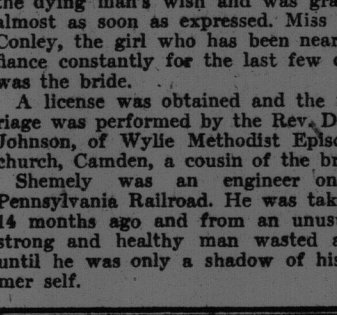 the dying man's wish and was gra
almost as soon as expressed. Miss
Conley, the girl who has been near
fiance constantly for the last few
was the bride.
A license was obtained and the
riage was performed by the Rev. D
Johnson, of Wylie Methodist Episc
church, Camden, a cousin of the br
Shemely was an engineer on
Pennsylvania Railroad. He was tak
14 months ago and from an unus
strong and healthy man wasted a
until he was only a shadow of his
mer self.